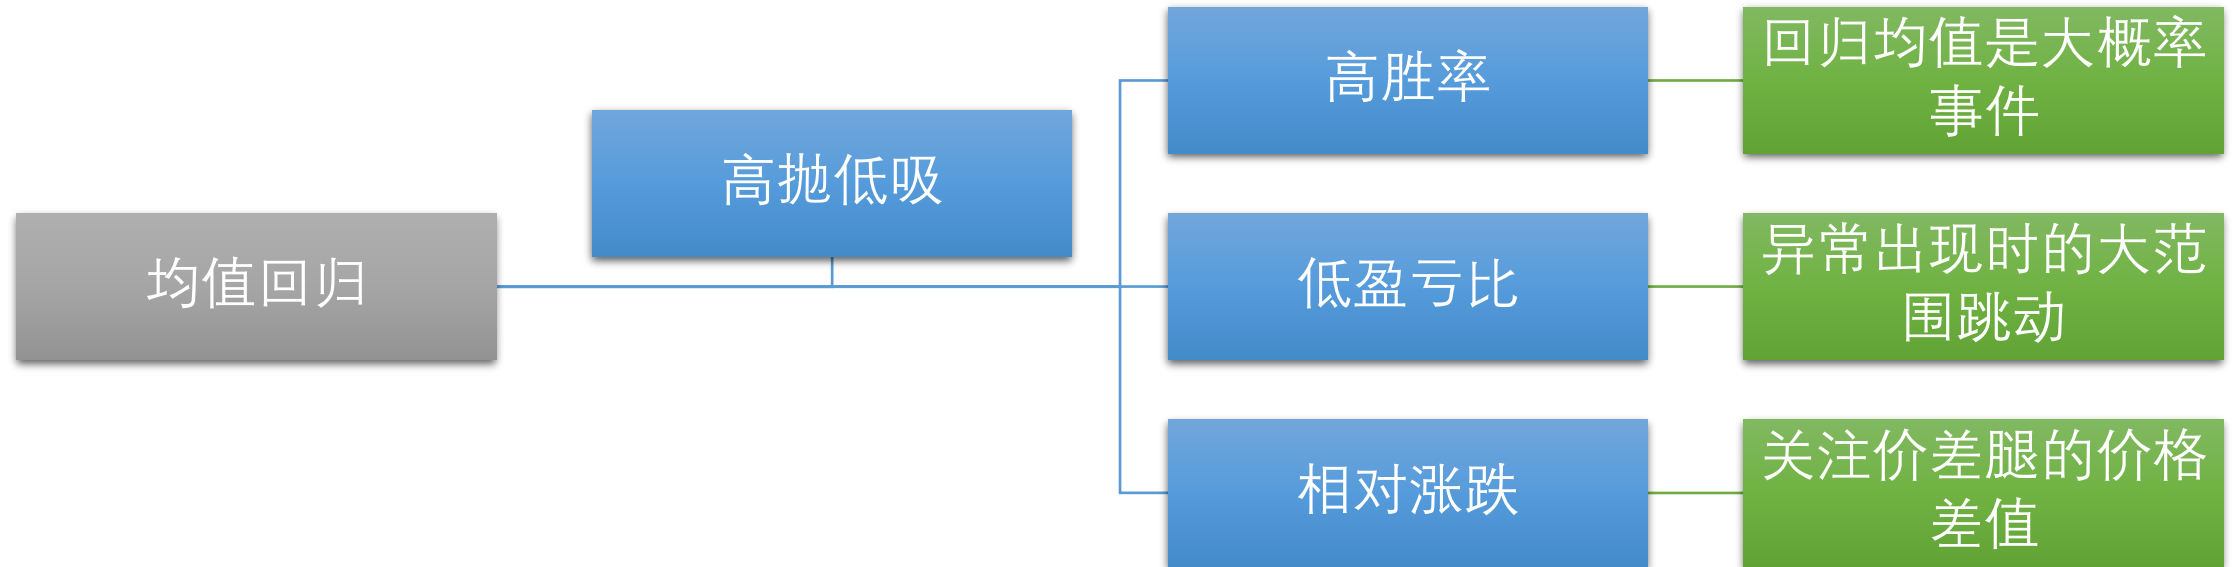 均值回归
高抛低吸
高胜率
回归均值是大概率
事件
低盈亏比
异常出现时的大范
围跳动
相对涨跌
关注价差腿的价格
差值